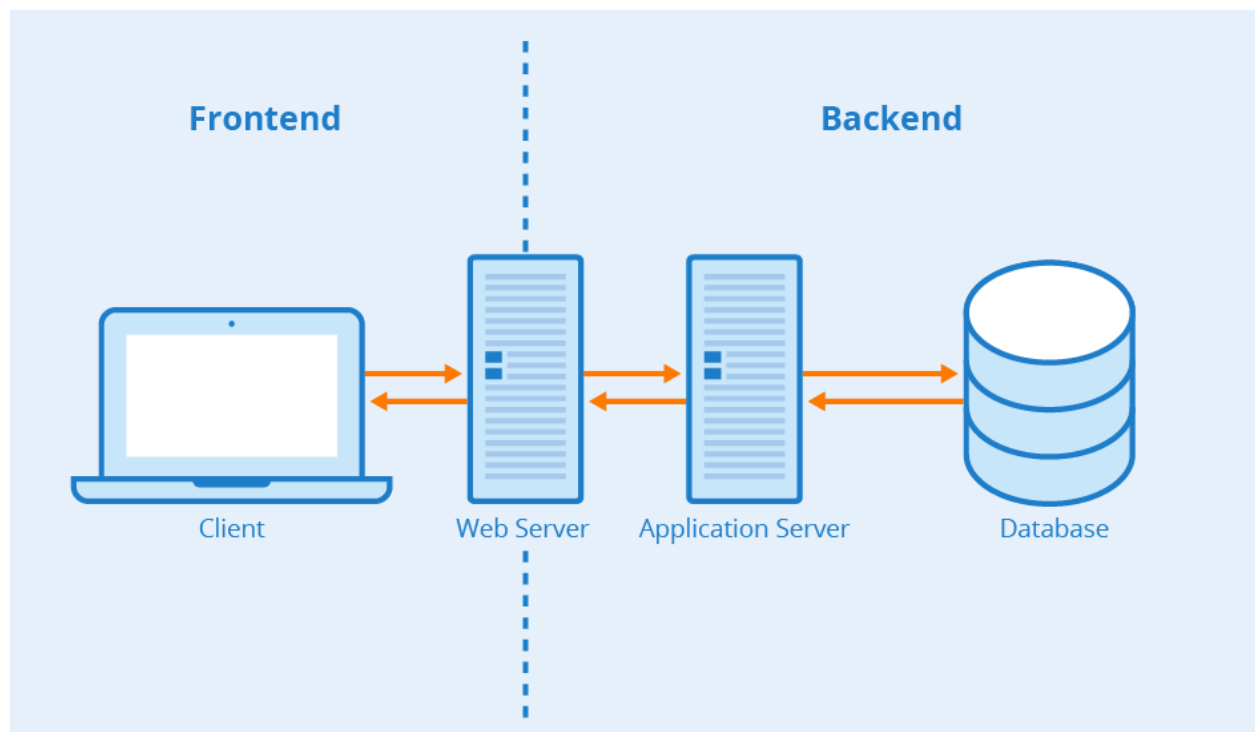 Frontend
Backend
Client
Web Server
Application Server
Database